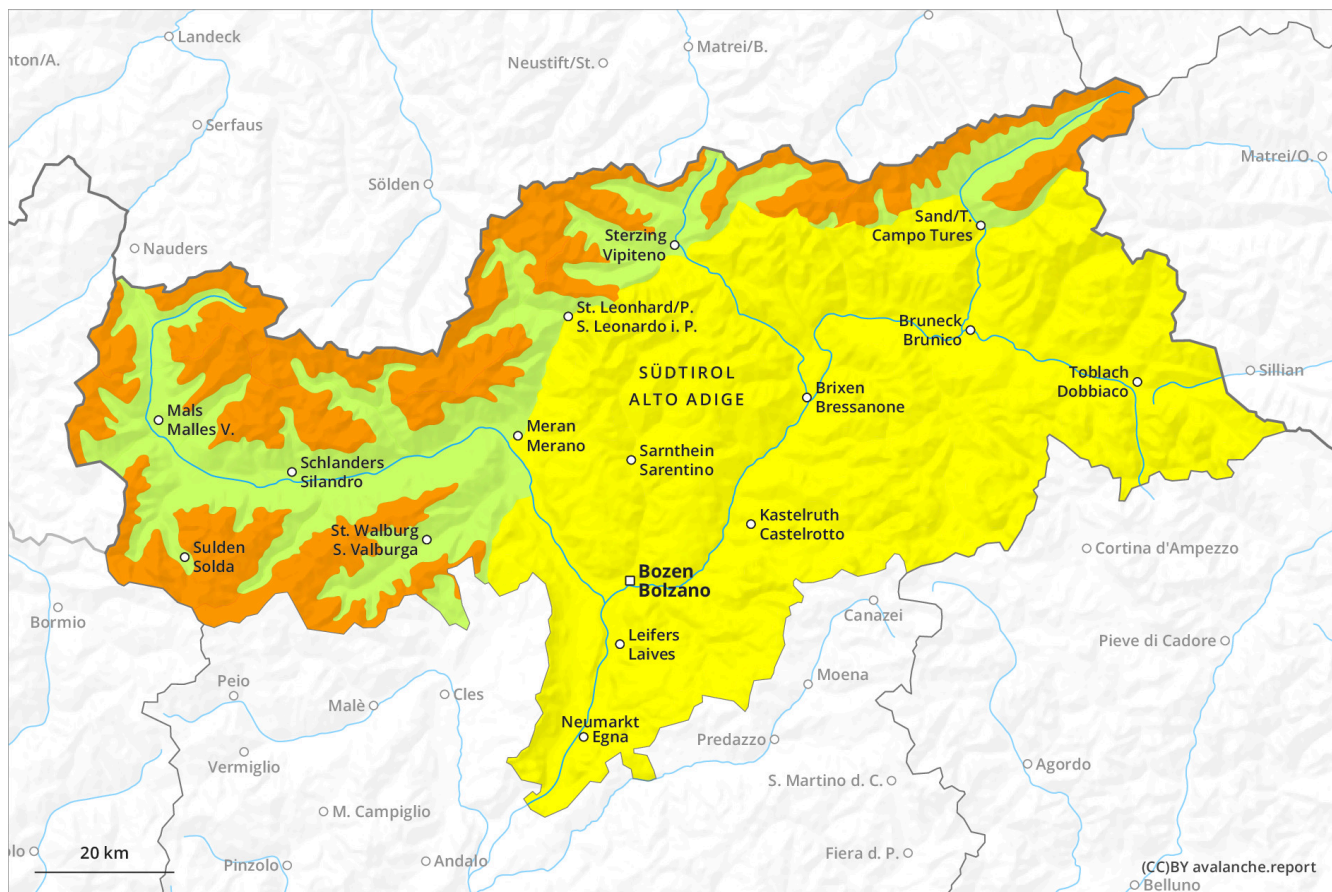 Landeck
nton/A.
Neustift/St.
Matrei/B.
Serfaus
Matrei/O.
Sölden
Sand/T.
Campo Tures
Sterzing
Vipiteno
Nauders
St. Leonhard/P.
S. Leonardo i. P.
Bruneck
Brunico
SÜDTIROL
ALTO ADIGE
Toblach
Dobbiaco
Sillian
Brixen
Bressanone
Mals
Malles V.
Meran
Merano
Sarnthein
Sarentino
Schlanders
Silandro
Kastelruth
Castelrotto
St. Walburg
S. Valburga
Sulden
Solda
Cortina d'Ampezzo
Bozen
Bolzano
Bormio
Canazei
Leifers
Laives
Pieve di Cadore
Moena
Peio
Malè
Cles
Neumarkt
Egna
Predazzo
Vermiglio
Agordo
S. Martino d. C.
M. Campiglio
olo
20 km
Pinzolo
Andalo
Fiera d. P.
(CC)BY avalanche.report
Belluno